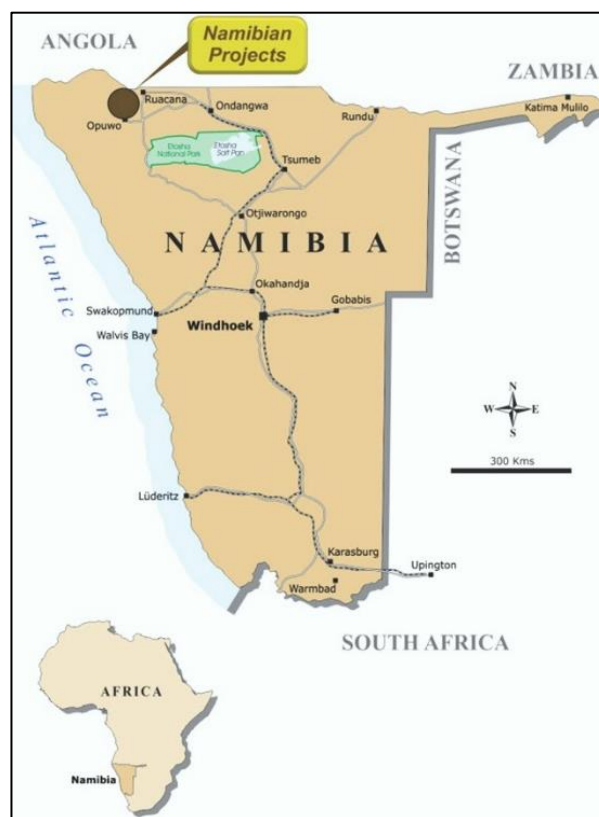 ANGOLA
Namibian
Projects
ZAMBIA
Ruacana
Ondangwa
Rundu
Katima Mulilo
Opuwo
Etosha
National Park
Etosha
Salt Pan
Tsumeb
BOTSWANA
Otjiwarongo
NAMIBIA
Atlantic Ocean
Okahandja
Gobabis
Swakopmund
Windhoek
Walvis Bay
N
W
E
S
300 Kms
Lüderitz
Karasburg
Upington
Warmbad
SOUTH AFRICA
AFRICA
Namibia